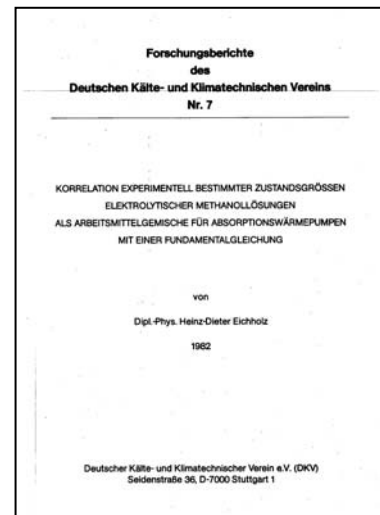 Forschungsberichte
des
Deutschen Kälte- und Klimatechnischen Vereins
Nr. 7
KORRELATION EXPERIMENTELL BESTIMMTER ZUSTANDSGRÖSSEN
ELEKTROLYTISCHER METHANOLLÖSUNGEN
ALS ARBEITSMITTELGEMISCHE FÜR ABSORPTIONSWÄRMEPUMPEN
MIT EINER FUNDAMENTALGLEICHUNG
von
Dipl.-Phys. Heinz-Dieter Eichholz
1982
Deutscher Kälte- und Klimatechnischer Verein e.V. (DKV)
Seidenstraße 36, D-7000 Stuttgart 1